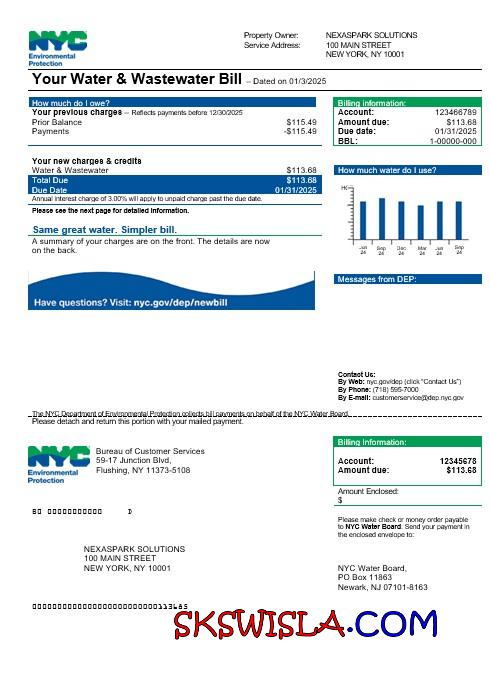 NYC
Environmental
Protection
Property Owner: NEXASPARK SOLUTIONS
Service Address: 100 MAIN STREET
NEW YORK, NY 10001
Your Water & Wastewater Bill – Dated on 01/3/2025
How much do I owe?
Your previous charges – Reflects payments before 12/30/2025
Prior Balance $115.49
Payments -$115.49
Your new charges & credits
Water & Wastewater $113.68
Total Due $113.68
Due Date 01/31/2025
Annual interest charge of 3.00% will apply to unpaid charge past the due date.
Please see the next page for detailed information.
Same great water. Simpler bill.
A summary of your charges are on the front. The details are now
on the back.
Have questions? Visit: nyc.gov/dep/newbill
Billing information:
Account: 123466789
Amount due: $113.68
Due date: 01/31/2025
BBL: 1-00000-000
How much water do I use?
Jun Sep Dec Mar Jun Sep
24 24 24 24 24 24
Messages from DEP:
Contact Us:
By Web: nyc.gov/dep (click "Contact Us")
By Phone: (718) 595-7000
By E-mail: customerservice@dep.nyc.gov
The NYC Department of Environmental Protection collects bill payments on behalf of the NYC Water Board.
Please detach and return this portion with your mailed payment.
NYC
Environmental
Protection
Bureau of Customer Services
59-17 Junction Blvd,
Flushing, NY 11373-5108
Billing Information:
Account: 12345678
Amount due: $113.68
Amount Enclosed:
$
Please make check or money order payable
to NYC Water Board. Send your payment in
the enclosed envelope to:
NEXASPARK SOLUTIONS
100 MAIN STREET
NEW YORK, NY 10001
NYC Water Board,
PO Box 11863
Newark, NJ 07101-8163
SKSWISLA.COM